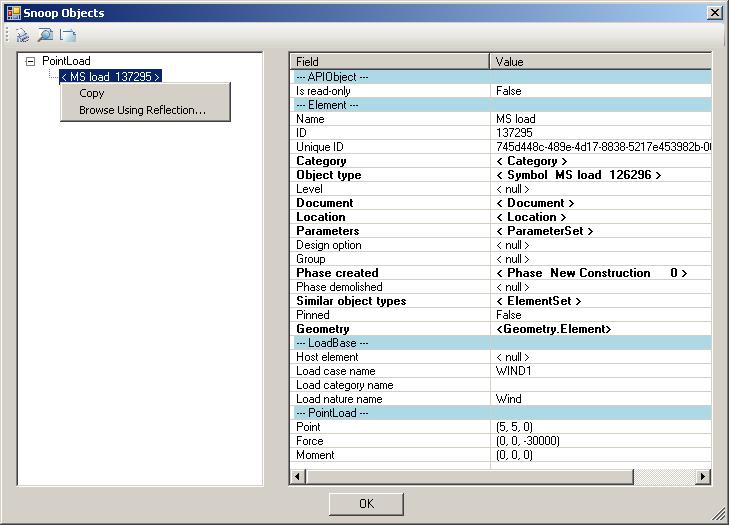 Snoop Objects
PointLoad
< MS load 137295 >
Copy
Browse Using Reflection...
Field Value
--- APIObject ---
Is read-only False
--- Element ---
Name MS load
ID 137295
Unique ID 745d448c-489e-4d17-8838-5217e453982b-00
Category < Category >
Object type < Symbol MS load 126296 >
Level < null >
Document < Document >
Location < Location >
Parameters < ParameterSet >
Design option < null >
Group < null >
Phase created < Phase New Construction 0 >
Phase demolished < null >
Similar object types < ElementSet >
Pinned False
Geometry <Geometry.Element>
--- LoadBase ---
Host element < null >
Load case name WIND1
Load category name
Load nature name Wind
--- PointLoad ---
Point (5, 5, 0)
Force (0, 0, -30000)
Moment (0, 0, 0)
OK